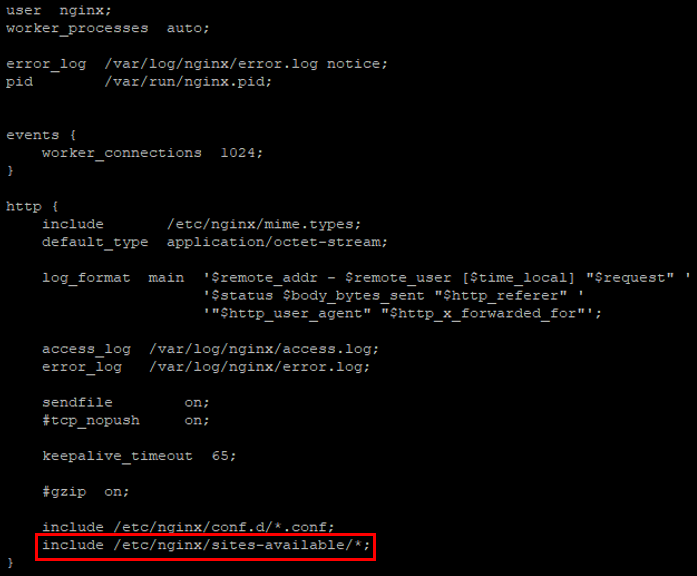 user  nginx;
worker_processes  auto;
error_log  /var/log/nginx/error.log notice;
pid        /var/run/nginx.pid;
events {
    worker_connections  1024;
}
http {
    include       /etc/nginx/mime.types;
    default_type  application/octet-stream;
    log_format  main  '$remote_addr - $remote_user [$time_local] "$request" '
                      '$status $body_bytes_sent "$http_referer" '
                      '"$http_user_agent" "$http_x_forwarded_for"';
    access_log  /var/log/nginx/access.log;
    error_log   /var/log/nginx/error.log;
    sendfile        on;
    #tcp_nopush     on;
    keepalive_timeout  65;
    #gzip  on;
    include /etc/nginx/conf.d/*.conf;
    include /etc/nginx/sites-available/*;
}